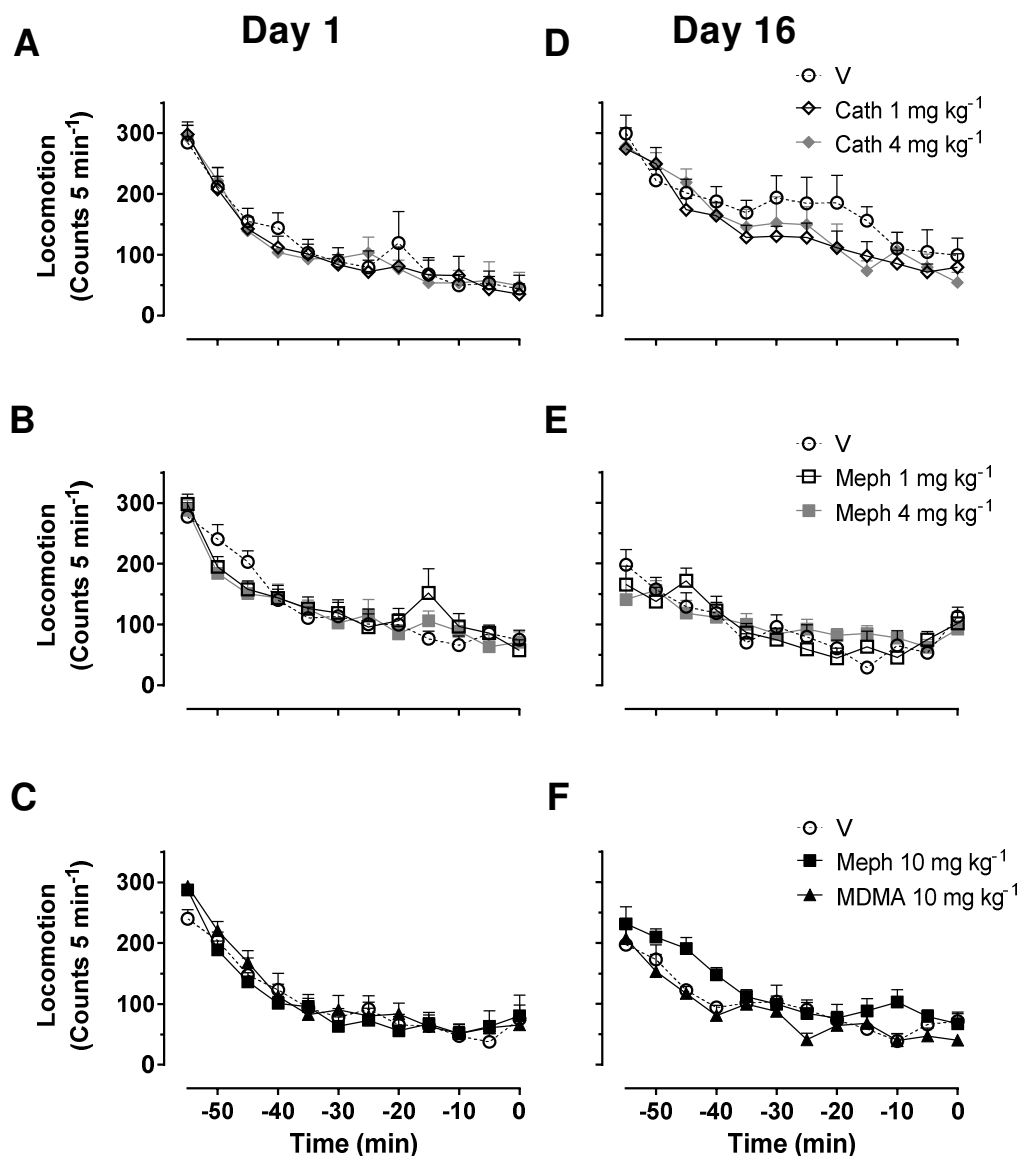 Day 1
Day 16
A
D
V
Cath 1 mg kg⁻¹
Cath 4 mg kg⁻¹
Locomotion
(Counts 5 min⁻¹)
300
200
100
0
B
E
V
Meph 1 mg kg⁻¹
Meph 4 mg kg⁻¹
Locomotion
(Counts 5 min⁻¹)
300
200
100
0
C
F
V
Meph 10 mg kg⁻¹
MDMA 10 mg kg⁻¹
Locomotion
(Counts 5 min⁻¹)
300
200
100
0
-50 -40 -30 -20 -10 0
Time (min)
-50 -40 -30 -20 -10 0
Time (min)